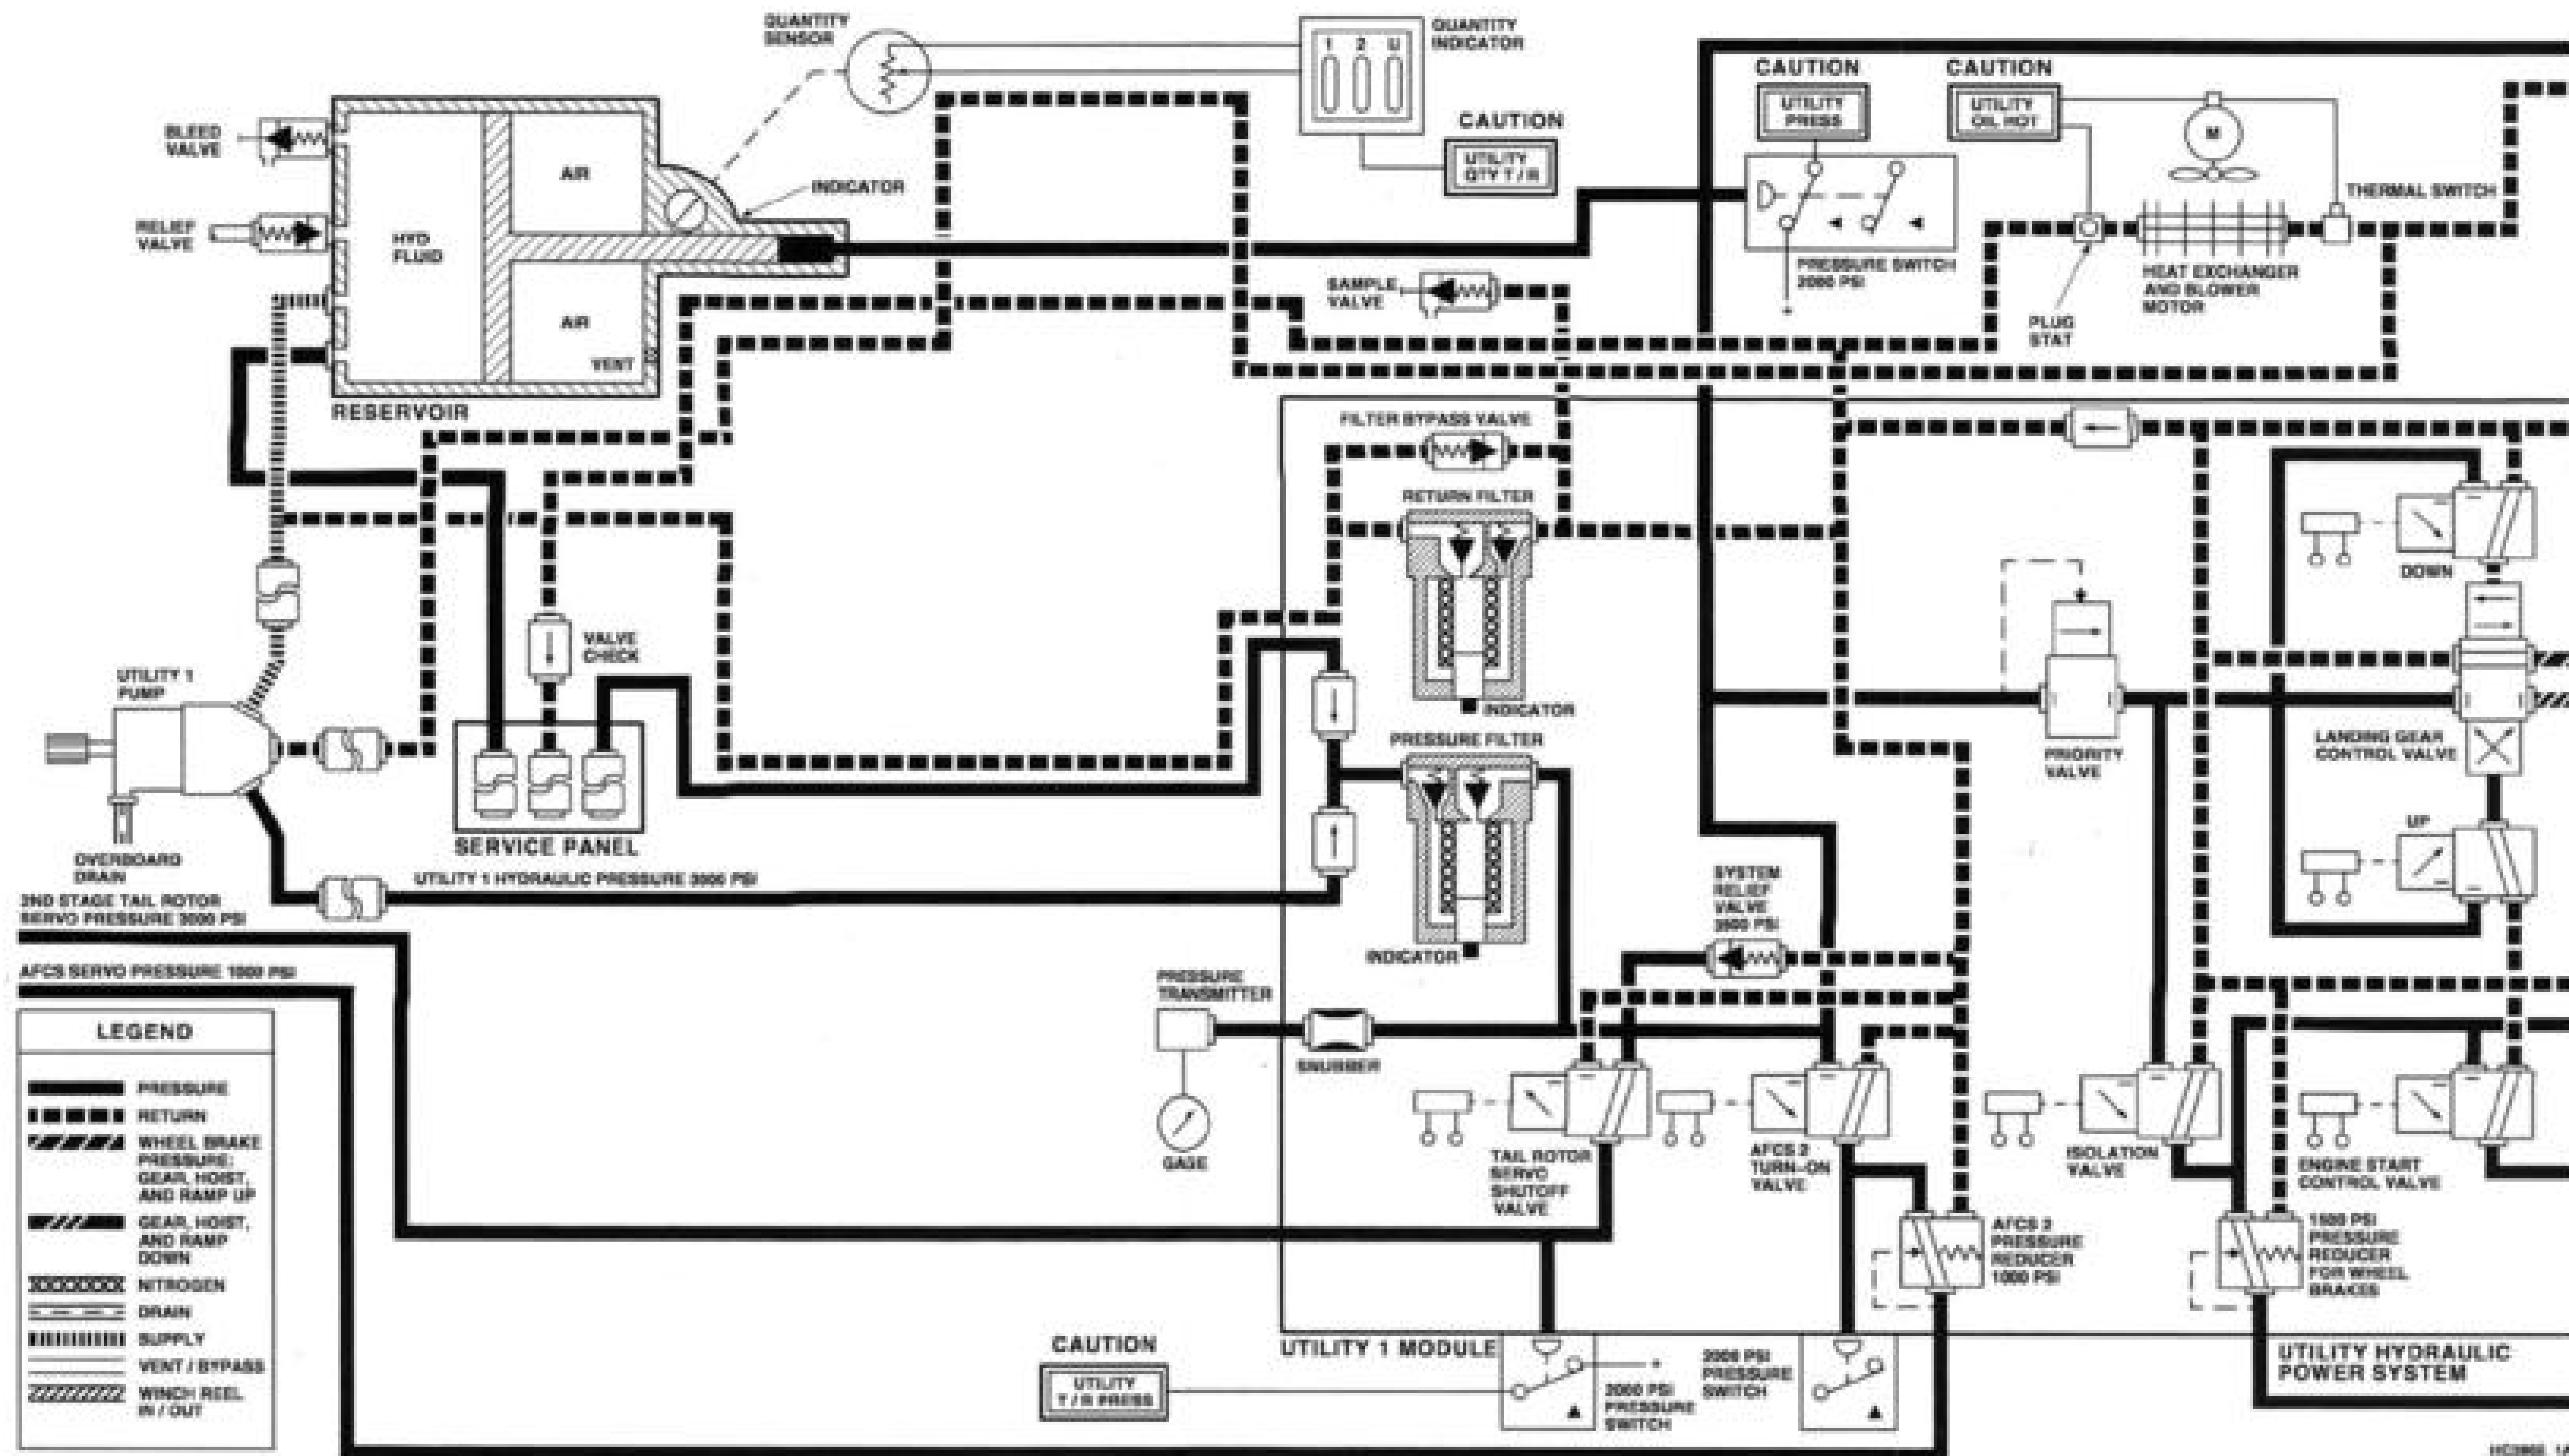 QUANTITY
SENSOR
QUANTITY
INDICATOR
1 2 U
CAUTION
UTILITY
QTY T / R
CAUTION
UTILITY
PRESS
CAUTION
UTILITY
OIL HOT
M
THERMAL SWITCH
BLEED
VALVE
RELIEF
VALVE
HYD
FLUID
AIR
AIR
VENT
INDICATOR
RESERVOIR
SAMPLE
VALVE
PRESSURE SWITCH
2000 PSI
+
PLUG
STAT
HEAT EXCHANGER
AND BLOWER
MOTOR
FILTER BYPASS VALVE
RETURN FILTER
INDICATOR
PRESSURE FILTER
INDICATOR
DOWN
PRIORITY
VALVE
LANDING GEAR
CONTROL VALVE
UP
UTILITY 1
PUMP
VALVE
CHECK
OVERBOARD
DRAIN
SERVICE PANEL
UTILITY 1 HYDRAULIC PRESSURE 3000 PSI
2ND STAGE TAIL ROTOR
SERVO PRESSURE 3000 PSI
AFCS SERVO PRESSURE 1000 PSI
SYSTEM
RELIEF
VALVE
3600 PSI
PRESSURE
TRANSMITTER
SNUBBER
GAGE
TAIL ROTOR
SERVO
SHUTOFF
VALVE
AFCS 2
TURN-ON
VALVE
ISOLATION
VALVE
ENGINE START
CONTROL VALVE
AFCS 2
PRESSURE
REDUCER
1000 PSI
1500 PSI
PRESSURE
REDUCER
FOR WHEEL
BRAKES
LEGEND
PRESSURE
RETURN
WHEEL BRAKE
PRESSURE:
GEAR, HOIST,
AND RAMP UP
GEAR, HOIST,
AND RAMP
DOWN
NITROGEN
DRAIN
SUPPLY
VENT / BYPASS
WINCH REEL
IN / OUT
CAUTION
UTILITY
T / R PRESS
UTILITY 1 MODULE
+
2000 PSI
PRESSURE
SWITCH
2000 PSI
PRESSURE
SWITCH
UTILITY HYDRAULIC
POWER SYSTEM